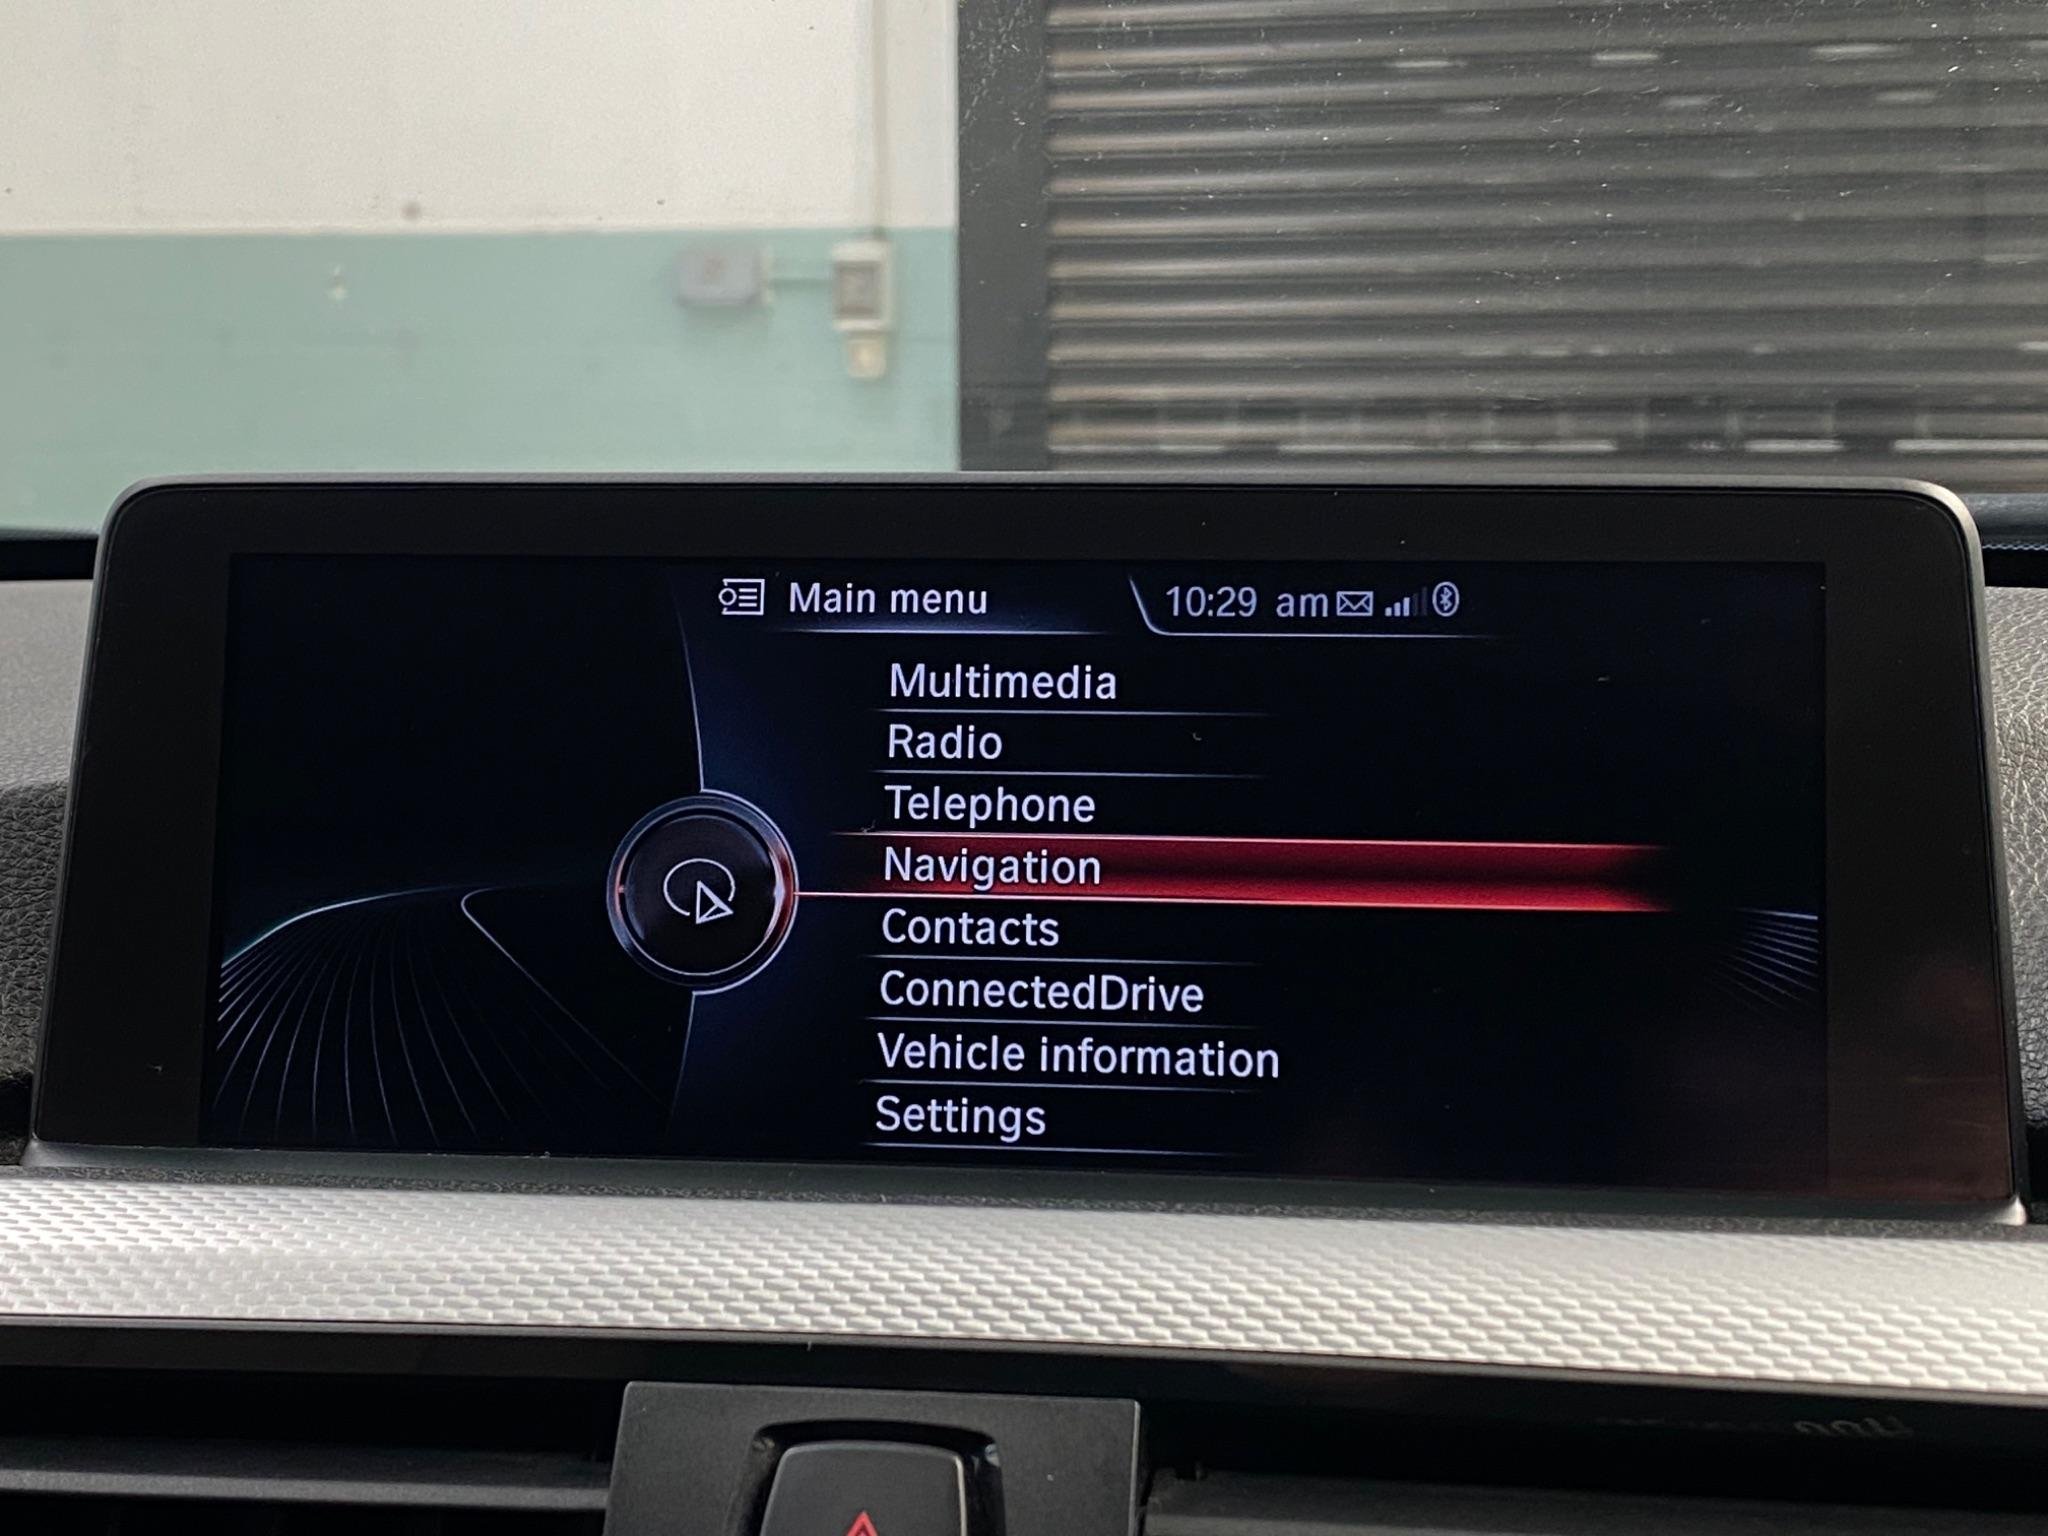 Main menu
10:29 am
Multimedia
Radio
Telephone
Navigation
Contacts
ConnectedDrive
Vehicle information
Settings